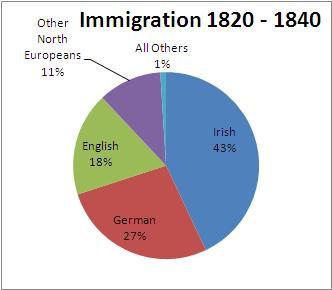 Immigration 1820 - 1840
Other
North
Europeans
11%
All Others
1%
Irish
43%
English
18%
German
27%